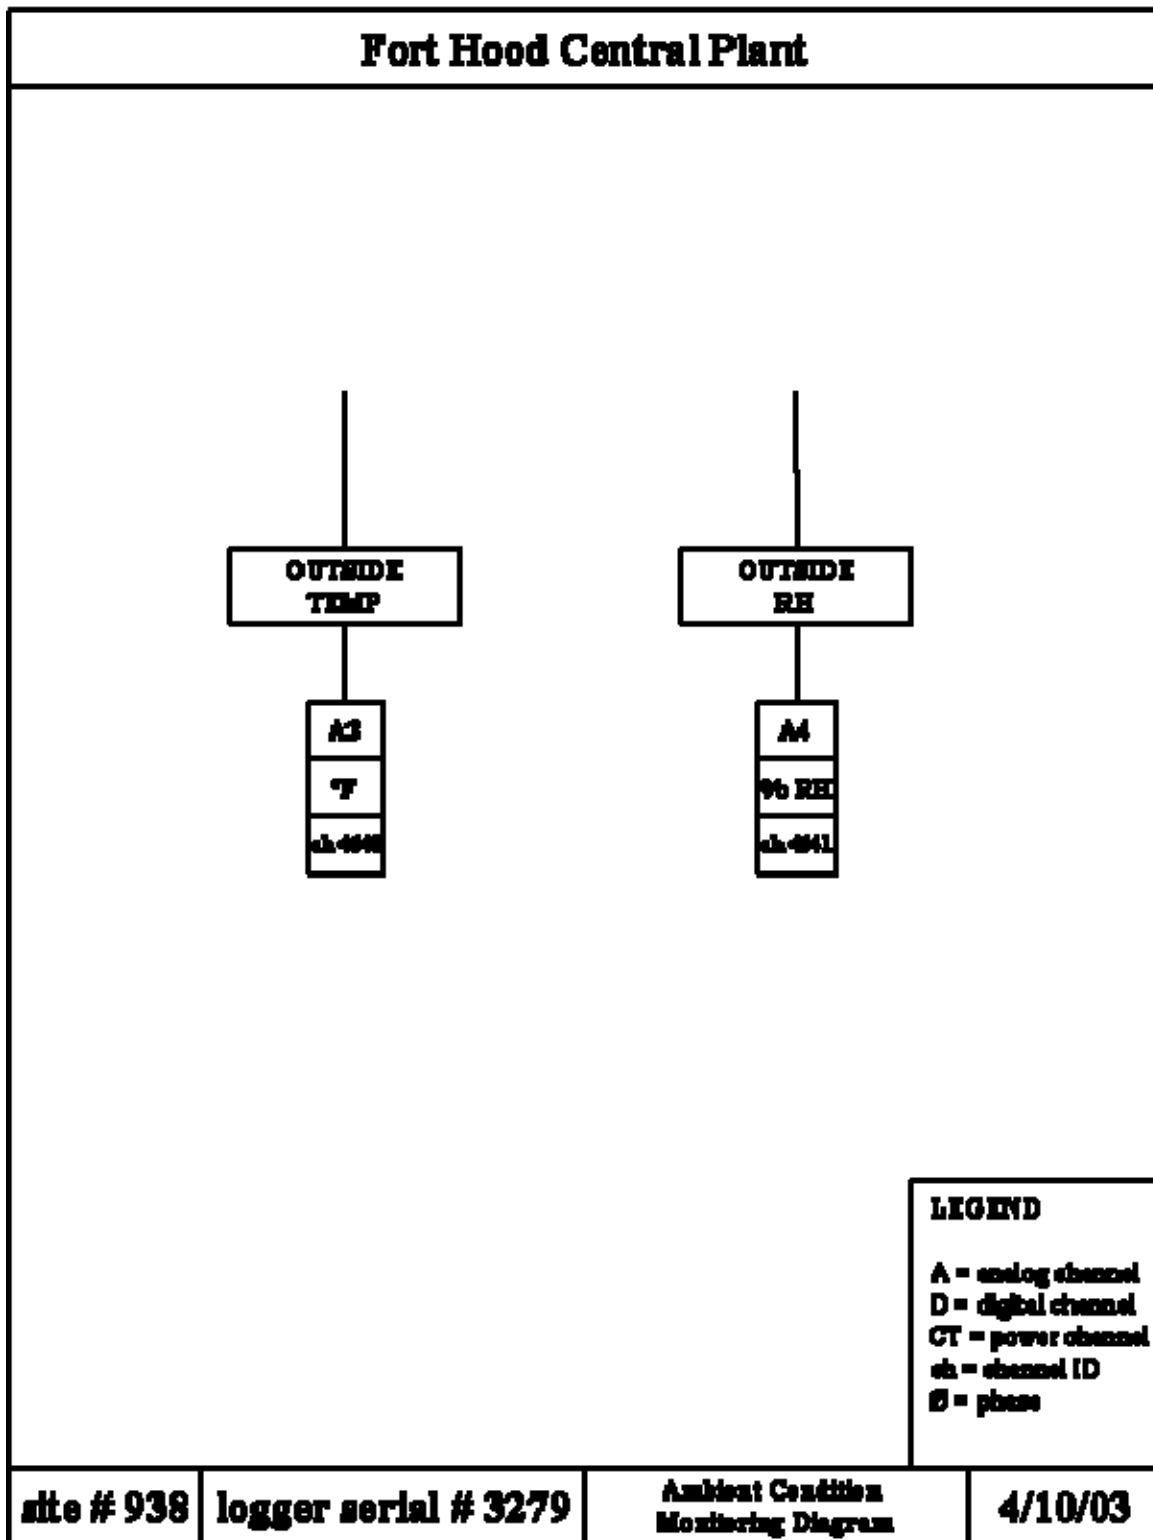 Fort Hood Central Plant
OUTSIDE
TEMP
OUTSIDE
RH
A4
°F
% RH
LEGEND
A = analog channel
D = digital channel
CT = power channel
ch = channel ID
Ø = phase
site # 938
logger serial # 3279
Ambient Condition
Monitoring Diagram
4/10/03